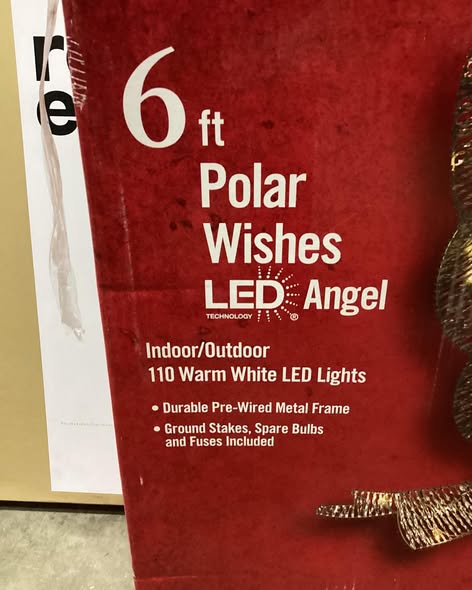 6 ft
Polar
Wishes
LED Angel
TECHNOLOGY ®
Indoor/Outdoor
110 Warm White LED Lights
• Durable Pre-Wired Metal Frame
• Ground Stakes, Spare Bulbs
and Fuses Included